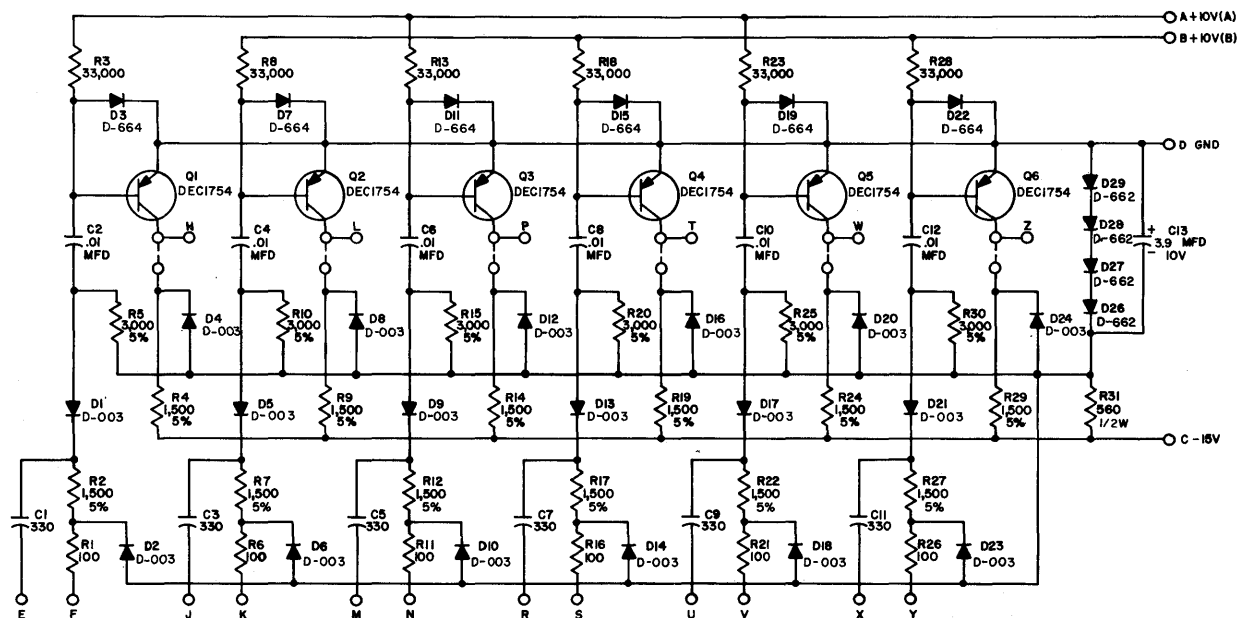 A+10V(A)
B+10V(B)
R3
33,000
R8
33,000
R13
33,000
R18
33,000
R23
33,000
R28
33,000
D3
D-664
D7
D-664
D11
D-664
D15
D-664
D19
D-664
D22
D-664
D GND
Q1
DEC1754
Q2
DEC1754
Q3
DEC1754
Q4
DEC1754
Q5
DEC1754
Q6
DEC1754
D29
D-662
D28
D-662
D27
D-662
D26
D-662
C13
+ 3.9 MFD
- 10V
H
L
P
T
W
Z
C2
.01
MFD
C4
.01
MFD
C6
.01
MFD
C8
.01
MFD
C10
.01
MFD
C12
.01
MFD
R5
3,000
5%
D4
D-003
R10
3,000
5%
D8
D-003
R15
3,000
5%
D12
D-003
R20
3,000
5%
D16
D-003
R25
3,000
5%
D20
D-003
R30
3,000
5%
D24
D-003
D1
D-003
R4
1,500
5%
D5
D-003
R9
1,500
5%
D9
D-003
R14
1,500
5%
D13
D-003
R19
1,500
5%
D17
D-003
R24
1,500
5%
D21
D-003
R29
1,500
5%
R31
560
1/2W
C-15V
R2
1,500
5%
R7
1,500
5%
R12
1,500
5%
R17
1,500
5%
R22
1,500
5%
R27
1,500
5%
C1
330
C3
330
C5
330
C7
330
C9
330
C11
330
R1
100
D2
D-003
R6
100
D6
D-003
R11
100
D10
D-003
R16
100
D14
D-003
R21
100
D18
D-003
R26
100
D23
D-003
E F J K M N R S U V X Y